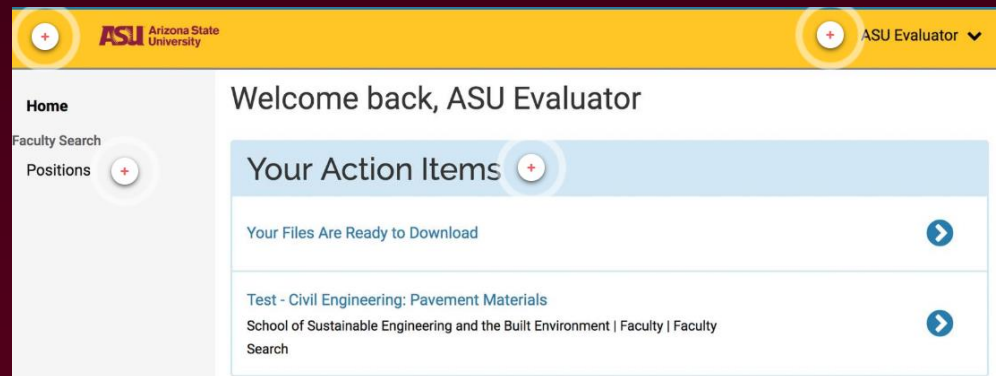 ASU Arizona State
University
ASU Evaluator
Home
Faculty Search
Positions
Welcome back, ASU Evaluator
Your Action Items
Your Files Are Ready to Download
Test - Civil Engineering: Pavement Materials
School of Sustainable Engineering and the Built Environment | Faculty | Faculty
Search